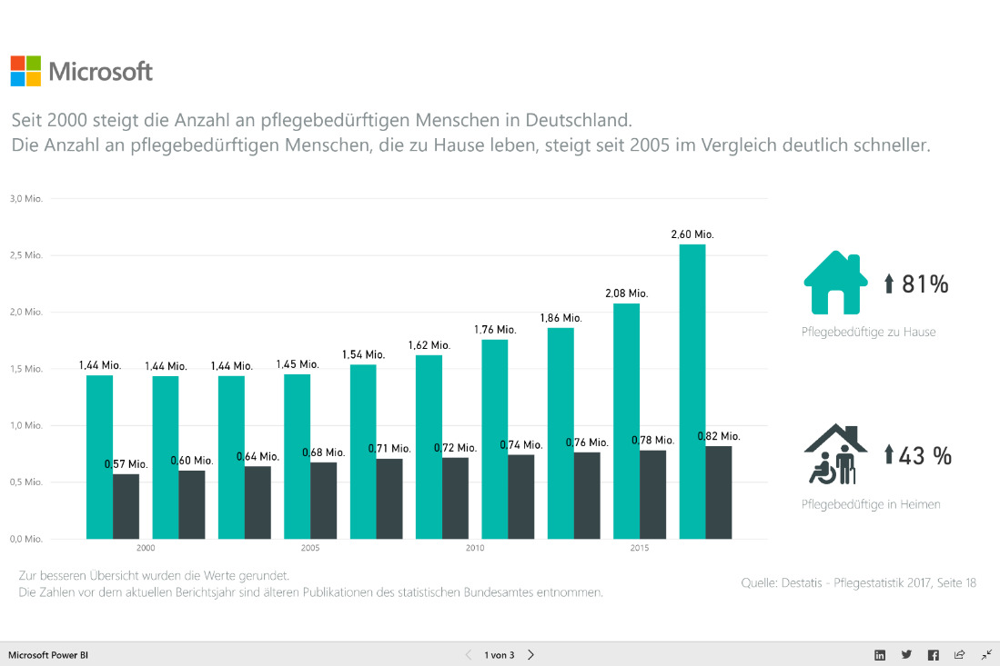 Microsoft
Seit 2000 steigt die Anzahl an pflegebedürftigen Menschen in Deutschland.
Die Anzahl an pflegebedürftigen Menschen, die zu Hause leben, steigt seit 2005 im Vergleich deutlich schneller.
3,0 Mio.
2,5 Mio.
2,0 Mio.
1,5 Mio.
1,0 Mio.
0,5 Mio.
0,0 Mio.
1,44 Mio.
0,57 Mio.
1,44 Mio.
0,60 Mio.
1,44 Mio.
0,64 Mio.
1,45 Mio.
0,68 Mio.
1,54 Mio.
0,71 Mio.
1,62 Mio.
0,72 Mio.
1,76 Mio.
0,74 Mio.
1,86 Mio.
0,76 Mio.
2,08 Mio.
0,78 Mio.
2,60 Mio.
0,82 Mio.
2000 2005 2010 2015
81%
Pflegebedüftige zu Hause
43 %
Pflegebedüftige in Heimen
Zur besseren Übersicht wurden die Werte gerundet.
Die Zahlen vor dem aktuellen Berichtsjahr sind älteren Publikationen des statistischen Bundesamtes entnommen.
Quelle: Destatis - Pflegestatistik 2017, Seite 18
Microsoft Power BI
1 von 3